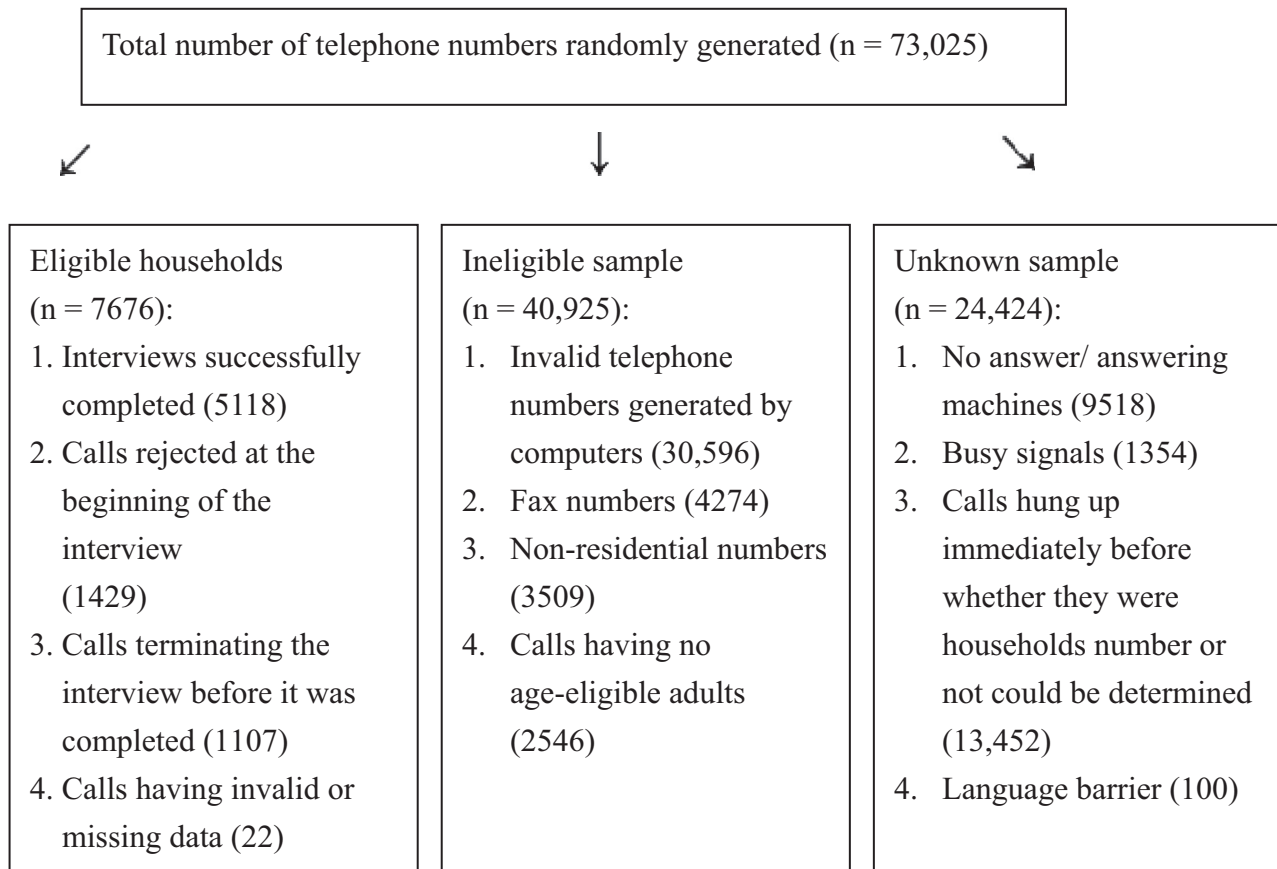 Total number of telephone numbers randomly generated (n = 73,025)
Eligible households
(n = 7676):
1. Interviews successfully
completed (5118)
2. Calls rejected at the
beginning of the
interview
(1429)
3. Calls terminating the
interview before it was
completed (1107)
4. Calls having invalid or
missing data (22)
Ineligible sample
(n = 40,925):
1. Invalid telephone
numbers generated by
computers (30,596)
2. Fax numbers (4274)
3. Non-residential numbers
(3509)
4. Calls having no
age-eligible adults
(2546)
Unknown sample
(n = 24,424):
1. No answer/ answering
machines (9518)
2. Busy signals (1354)
3. Calls hung up
immediately before
whether they were
households number or
not could be determined
(13,452)
4. Language barrier (100)